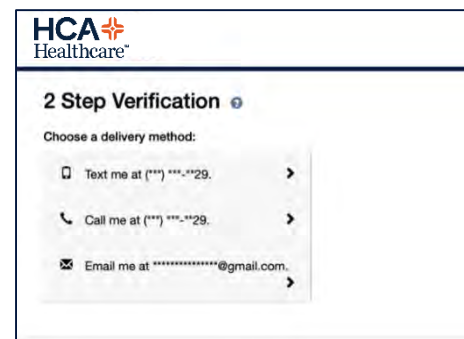 HCA
Healthcare™
2 Step Verification ?
Choose a delivery method:
Text me at (***) ***-**29.
Call me at (***) ***-**29.
Email me at ****************@gmail.com.